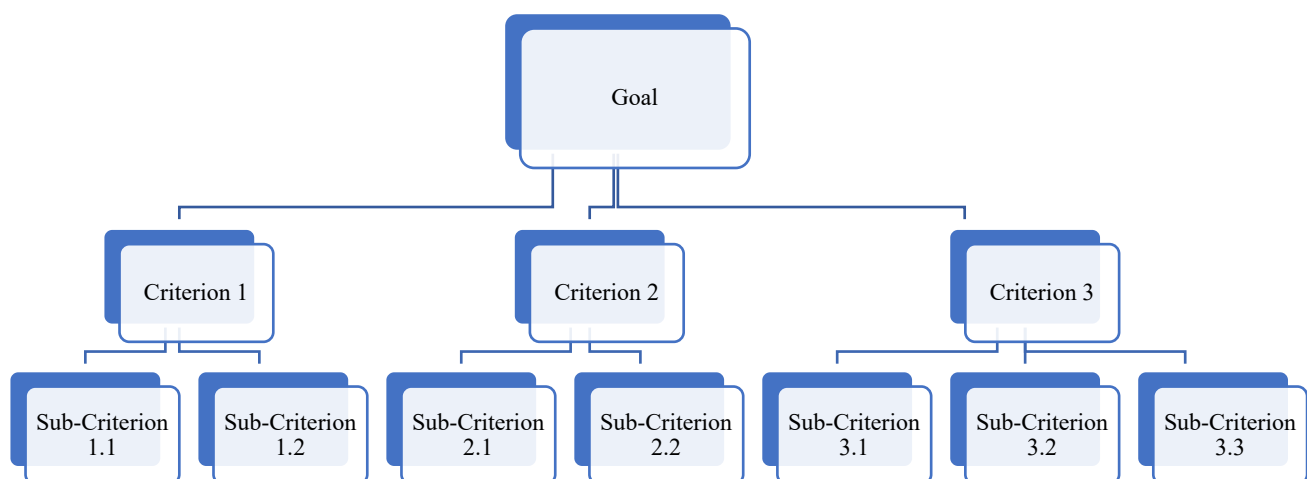 Goal
Criterion 1
Criterion 2
Criterion 3
Sub-Criterion
1.1
Sub-Criterion
1.2
Sub-Criterion
2.1
Sub-Criterion
2.2
Sub-Criterion
3.1
Sub-Criterion
3.2
Sub-Criterion
3.3